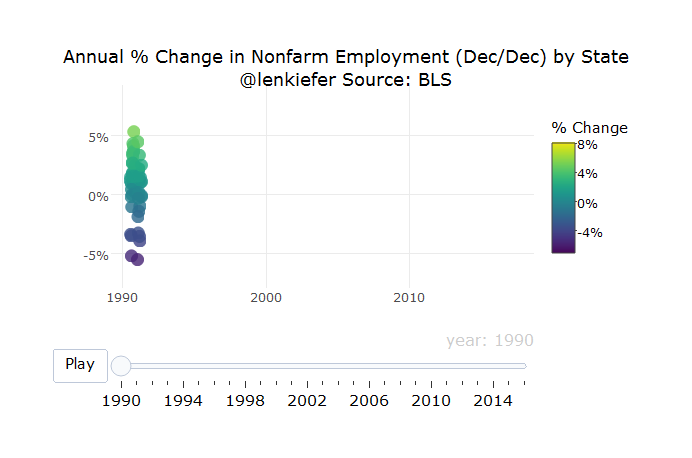 Annual % Change in Nonfarm Employment (Dec/Dec) by State
@lenkiefer Source: BLS
% Change
8%
4%
0%
-4%
5%
0%
-5%
1990 2000 2010
year: 1990
Play
1990 1994 1998 2002 2006 2010 2014